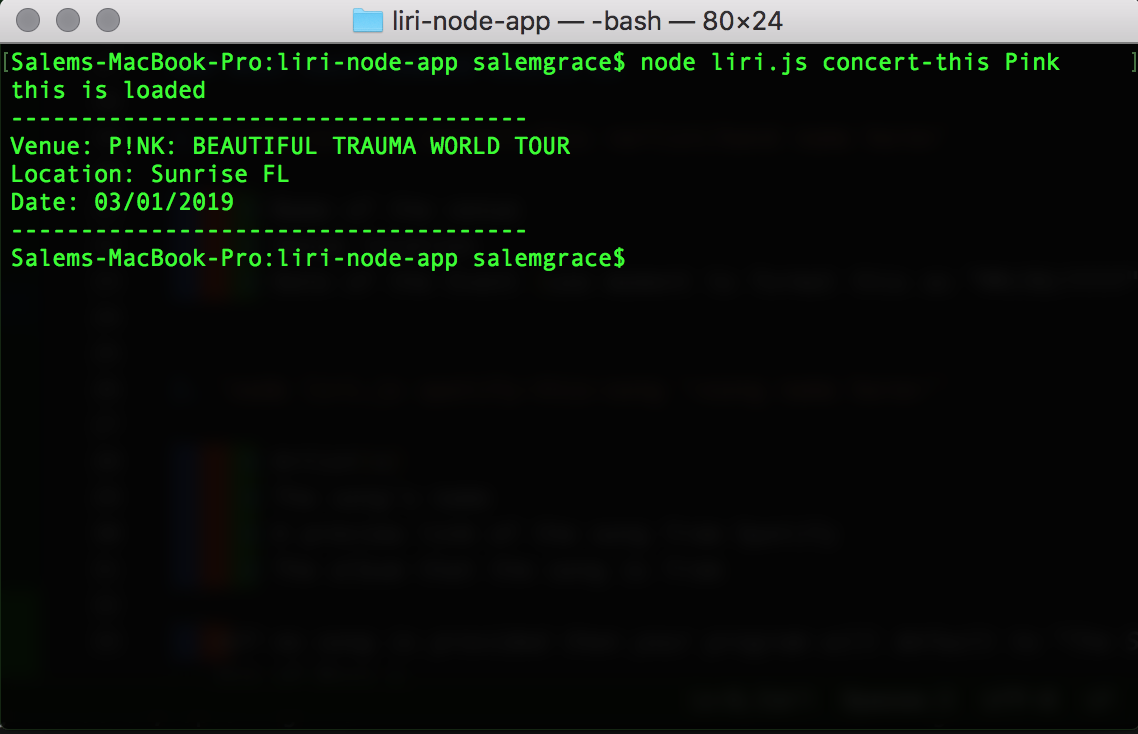 liri-node-app — -bash — 80×24
[Salems-MacBook-Pro:liri-node-app salemgrace$ node liri.js concert-this Pink ]
this is loaded
-------------------------------------
Venue: P!NK: BEAUTIFUL TRAUMA WORLD TOUR
Location: Sunrise FL
Date: 03/01/2019
-------------------------------------
Salems-MacBook-Pro:liri-node-app salemgrace$